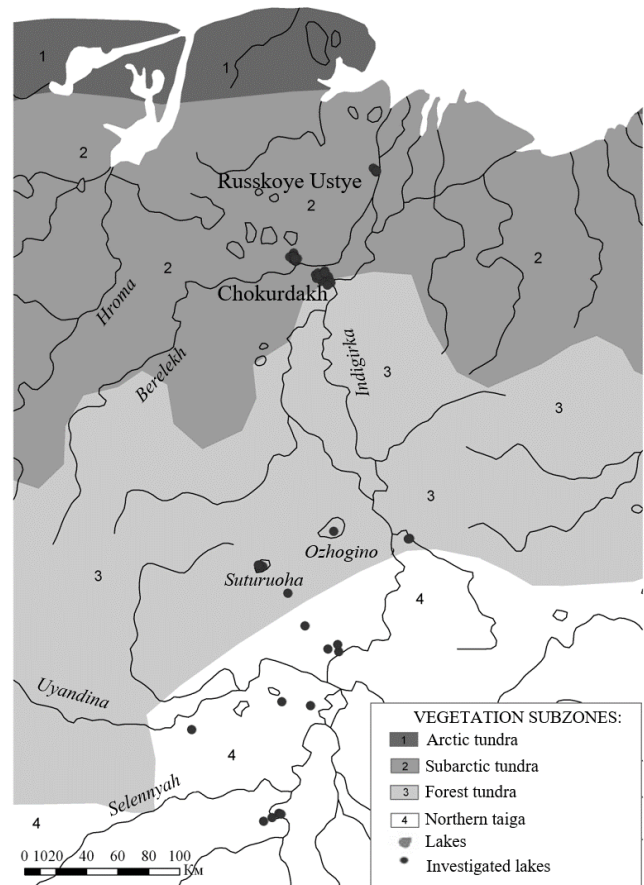 1
1
2
Russkoye Ustye
2
2
2
Chokurdakh
Hroma
Berelekh
Indigirka
3
3
3
Ozhogino
3
Suturuoha
4
Uyandina
4
Selennyah
4
0 1020 40 60 80 100
Км
VEGETATION SUBZONES:
1 Arctic tundra
2 Subarctic tundra
3 Forest tundra
4 Northern taiga
Lakes
Investigated lakes